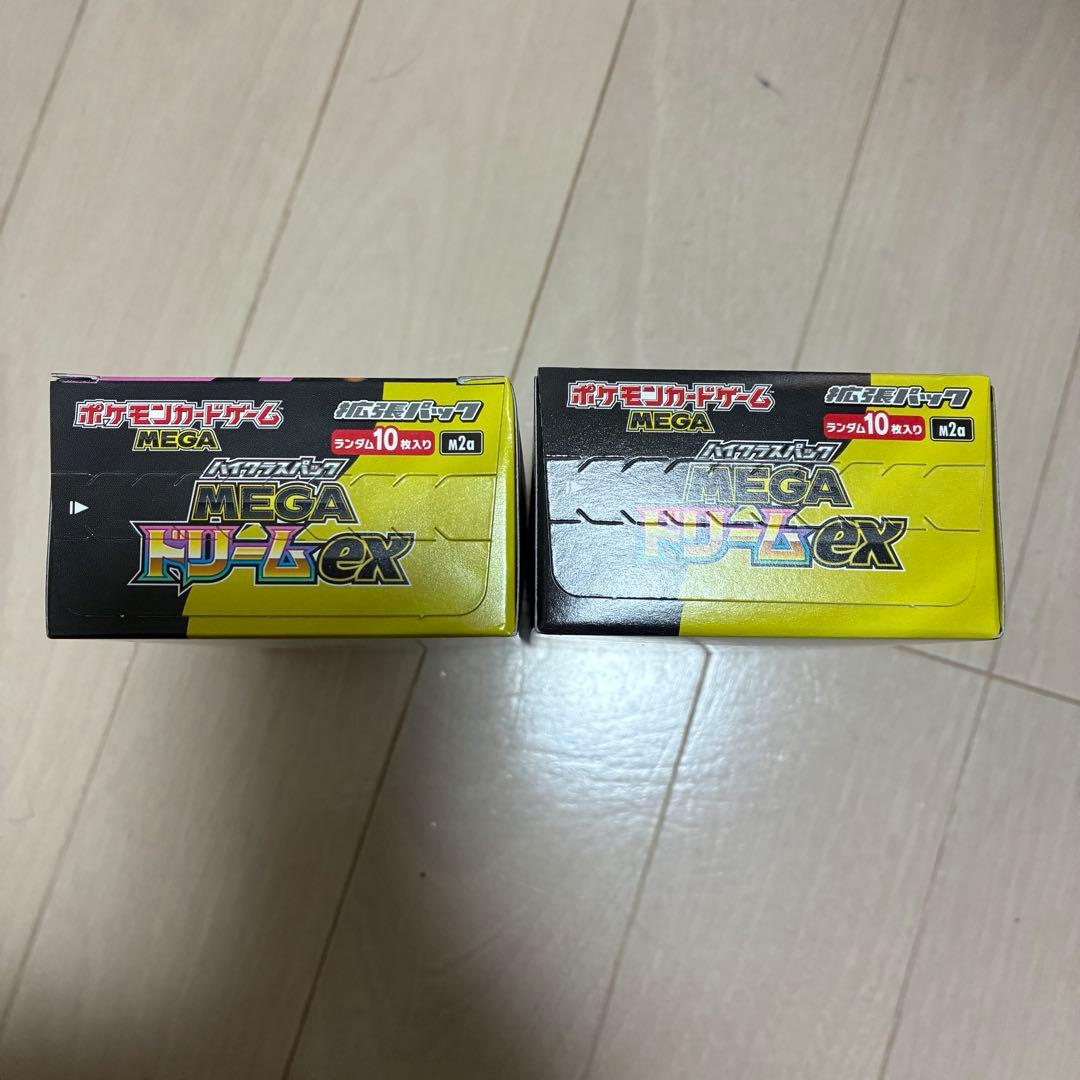 ポケモンカードゲーム
MEGA
拡張パック
ランダム10枚入り
M2a
ハイクラスパック
MEGA
ドリームex
ポケモンカードゲーム
MEGA
拡張パック
ランダム10枚入り
M2a
ハイクラスパック
MEGA
ドリームex